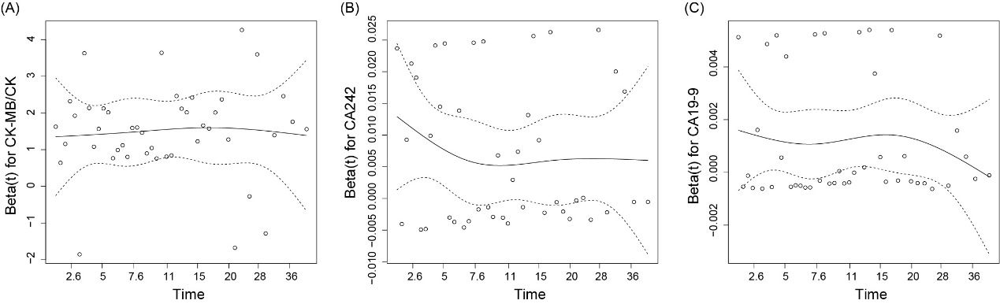 (A)
Beta(t) for CK-MB/CK
4
3
2
1
0
−1
−2
2.6 5 7.6 11 15 20 28 36
Time
(B)
Beta(t) for CA242
0.025
0.020
0.015
0.010
0.005
0.000
−0.005
−0.010
2.6 5 7.6 11 15 20 28 36
Time
(C)
Beta(t) for CA19-9
0.004
0.002
0.000
−0.002
2.6 5 7.6 11 15 20 28 36
Time